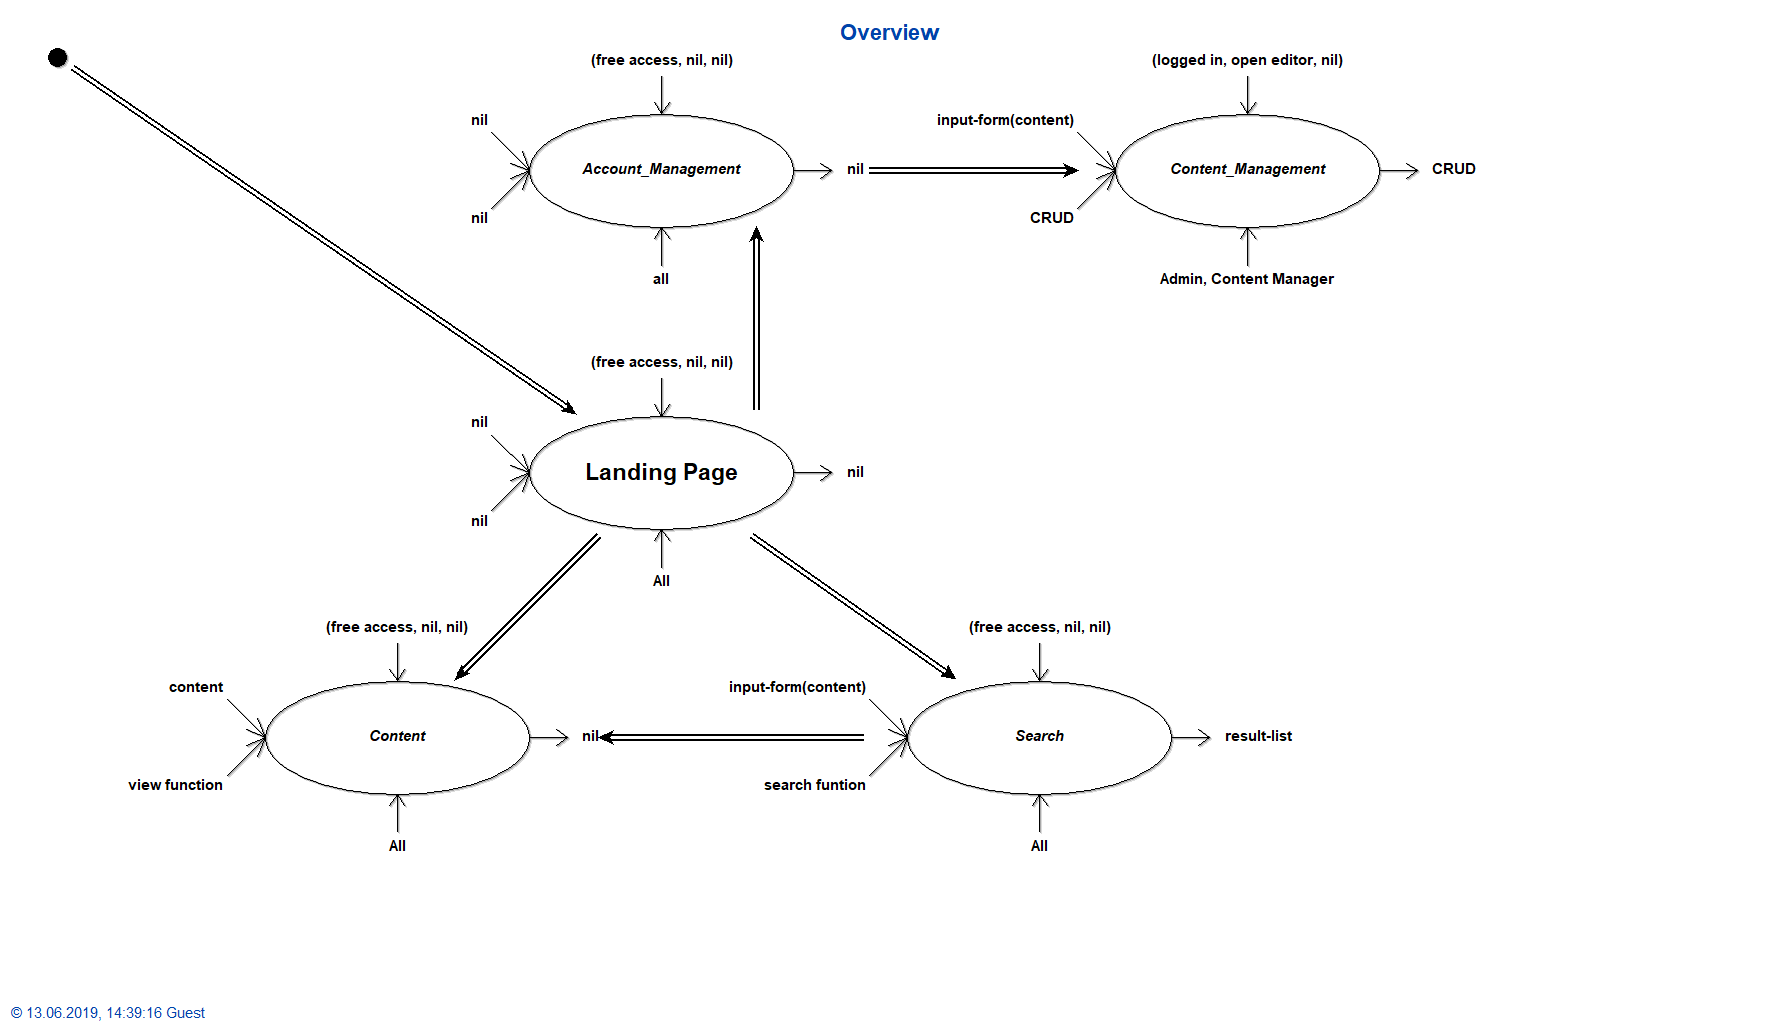 Overview
(free access, nil, nil)
(logged in, open editor, nil)
nil
input-form(content)
Account_Management
nil
Content_Management
CRUD
nil
CRUD
all
Admin, Content Manager
(free access, nil, nil)
nil
Landing Page
nil
nil
All
(free access, nil, nil)
(free access, nil, nil)
content
input-form(content)
Content
nil
Search
result-list
view function
search funtion
All
All
© 13.06.2019, 14:39:16 Guest